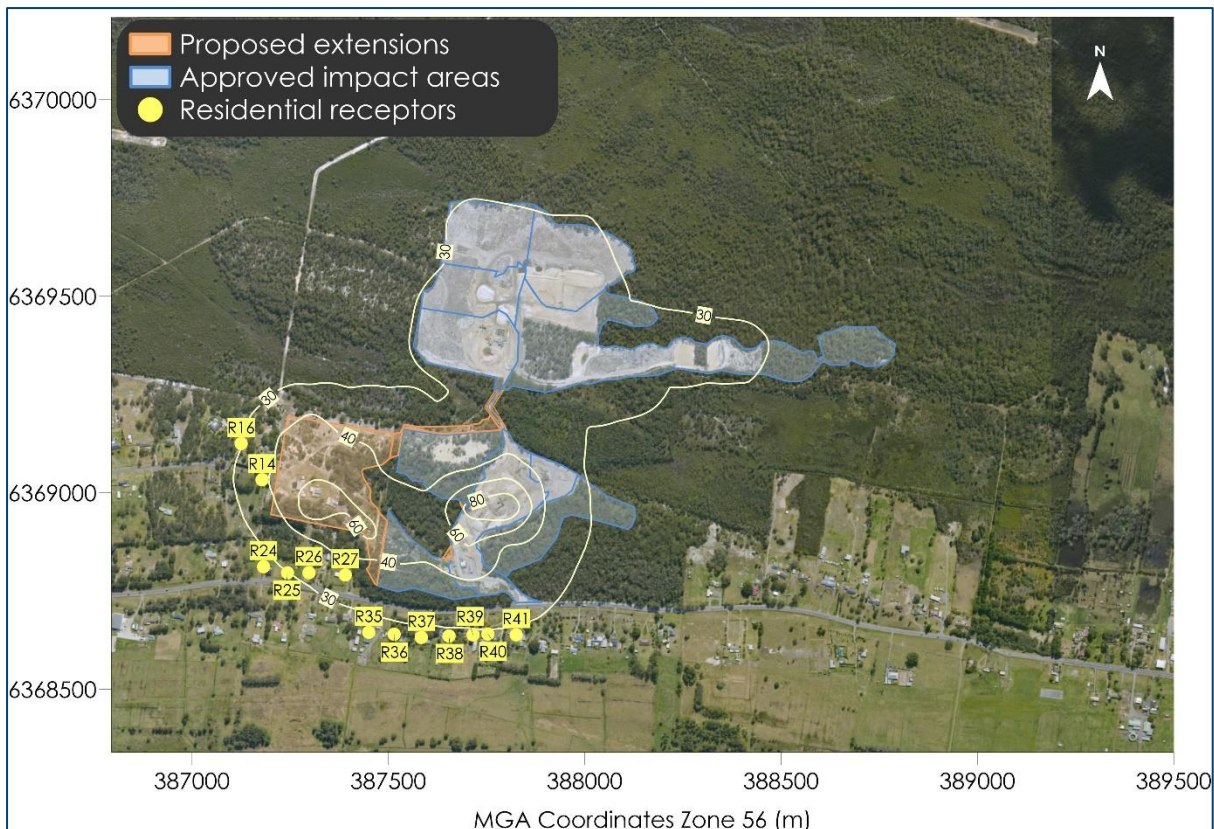 Proposed extensions
Approved impact areas
Residential receptors
N
6370000
6369500
6369000
6368500
30
30
30
40
R16
R14
80
60
60
40
R24
R26
R27
R25
30
R35
R37
R39
R41
R36
R38
R40
387000
387500
388000
388500
389000
389500
MGA Coordinates Zone 56 (m)